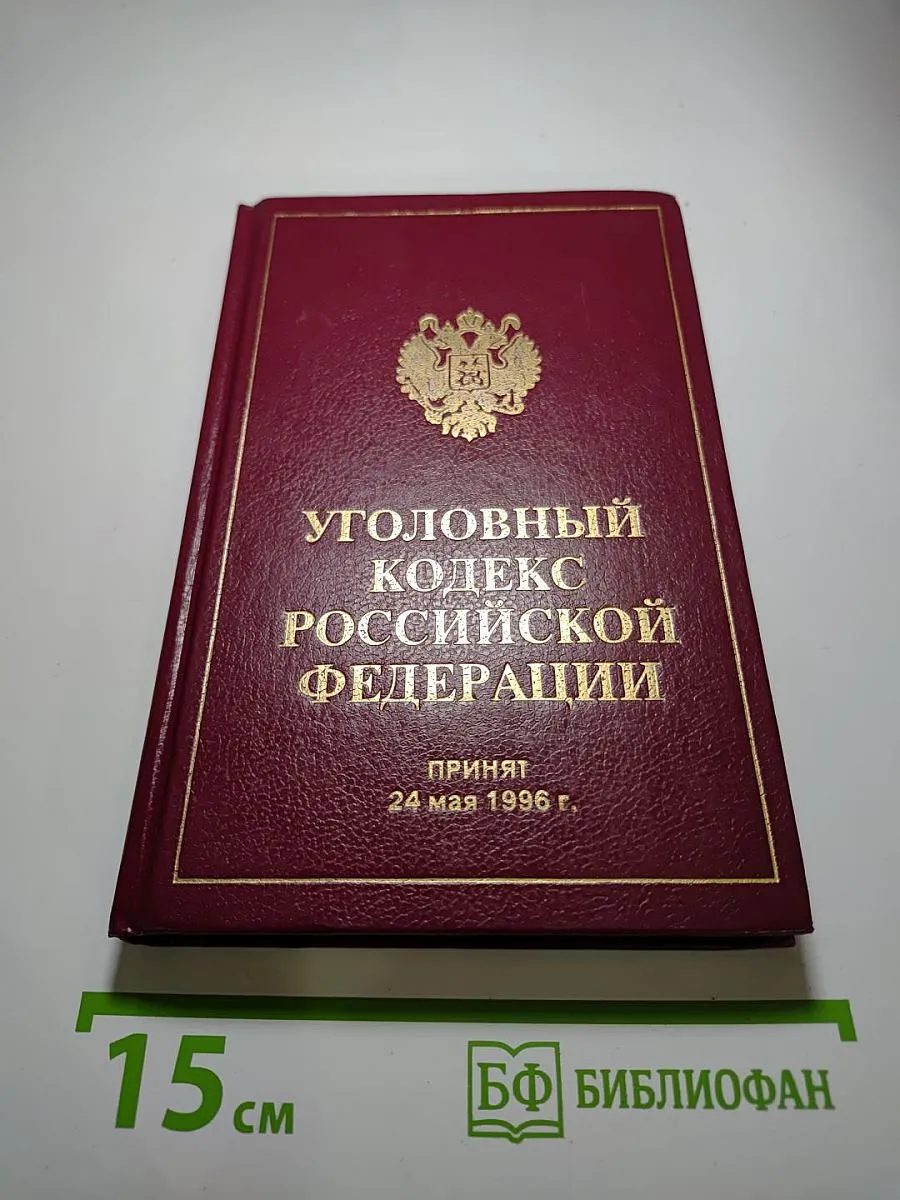 УГОЛОВНЫЙ
КОДЕКС
РОССИЙСКОЙ
ФЕДЕРАЦИИ
ПРИНЯТ
24 мая 1996 г.
15 см
БФ БИБЛИОФАН